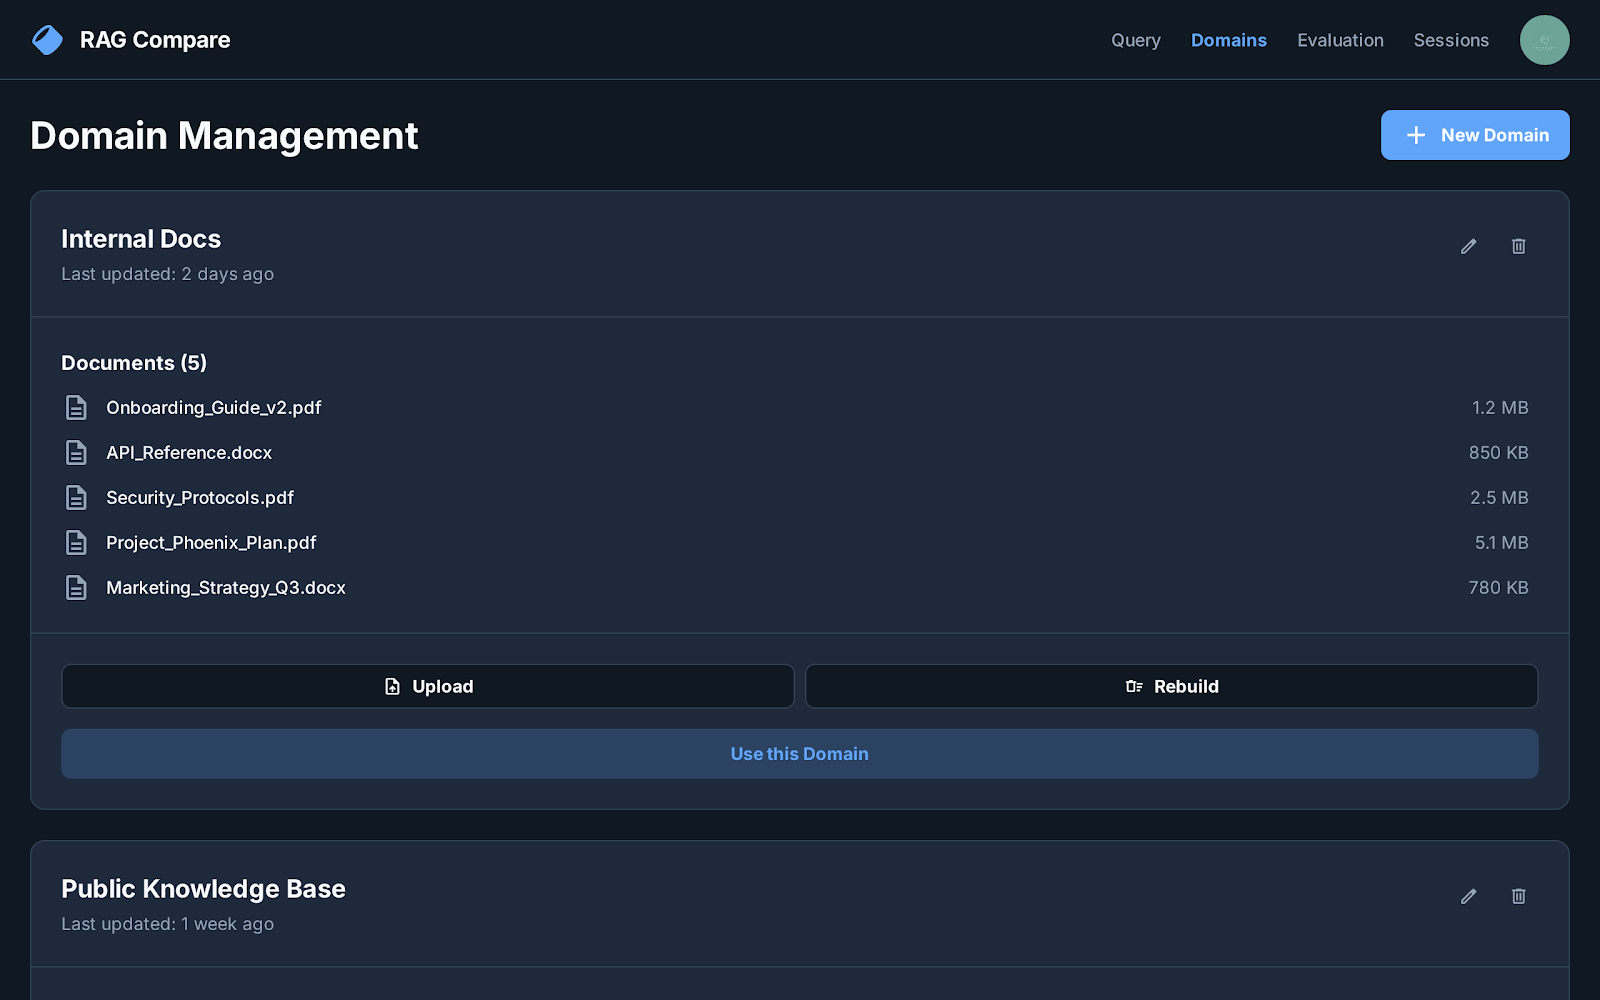 RAG Compare
Query
Domains
Evaluation
Sessions
Domain Management
New Domain
Internal Docs
Last updated: 2 days ago
Documents (5)
Onboarding_Guide_v2.pdf 1.2 MB
API_Reference.docx 850 KB
Security_Protocols.pdf 2.5 MB
Project_Phoenix_Plan.pdf 5.1 MB
Marketing_Strategy_Q3.docx 780 KB
Upload
Rebuild
Use this Domain
Public Knowledge Base
Last updated: 1 week ago